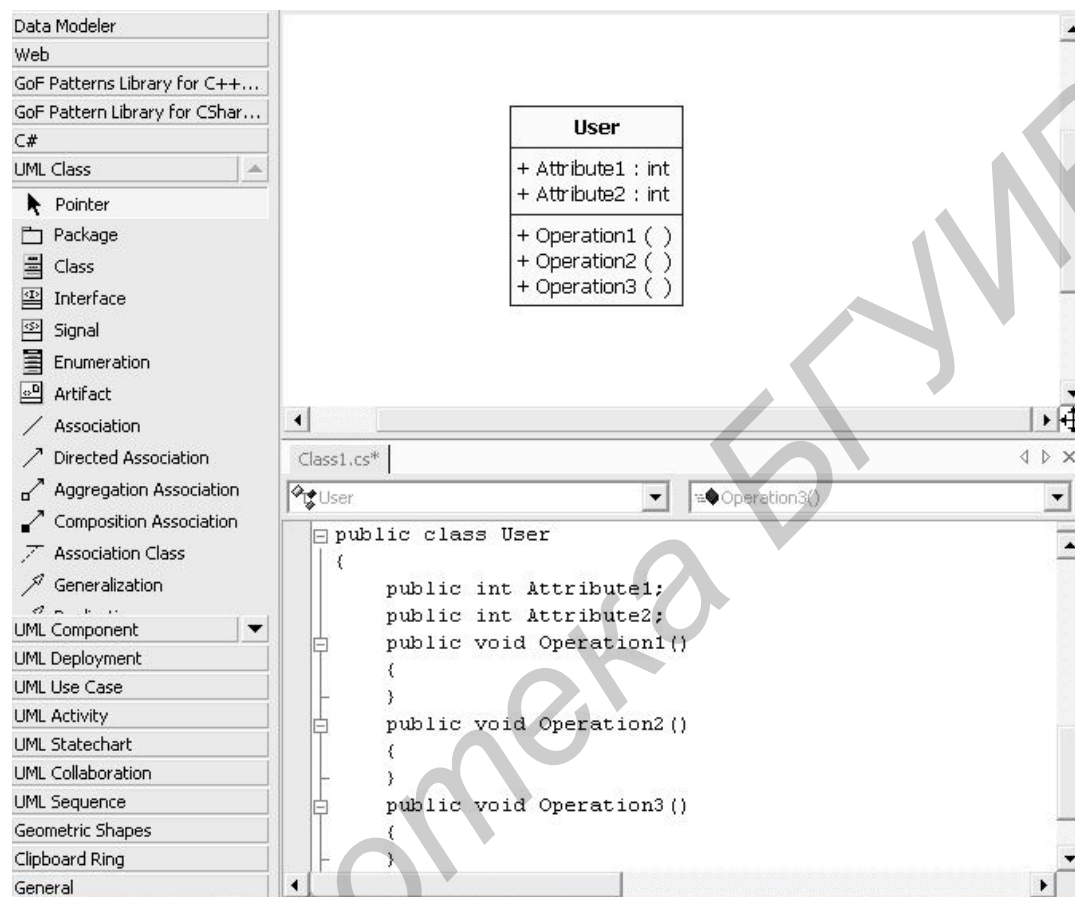 Data Modeler
Web
GoF Patterns Library for C++...
GoF Pattern Library for CShar...
C#
UML Class
Pointer
Package
Class
Interface
Signal
Enumeration
Artifact
Association
Directed Association
Aggregation Association
Composition Association
Association Class
Generalization
UML Component
UML Deployment
UML Use Case
UML Activity
UML Statechart
UML Collaboration
UML Sequence
Geometric Shapes
Clipboard Ring
General
User
+ Attribute1 : int
+ Attribute2 : int
+ Operation1 ( )
+ Operation2 ( )
+ Operation3 ( )
Class1.cs*
User
Operation3()
public class User
{
public int Attribute1;
public int Attribute2;
public void Operation1()
{
}
public void Operation2()
{
}
public void Operation3()
{
}
отека БГУИР